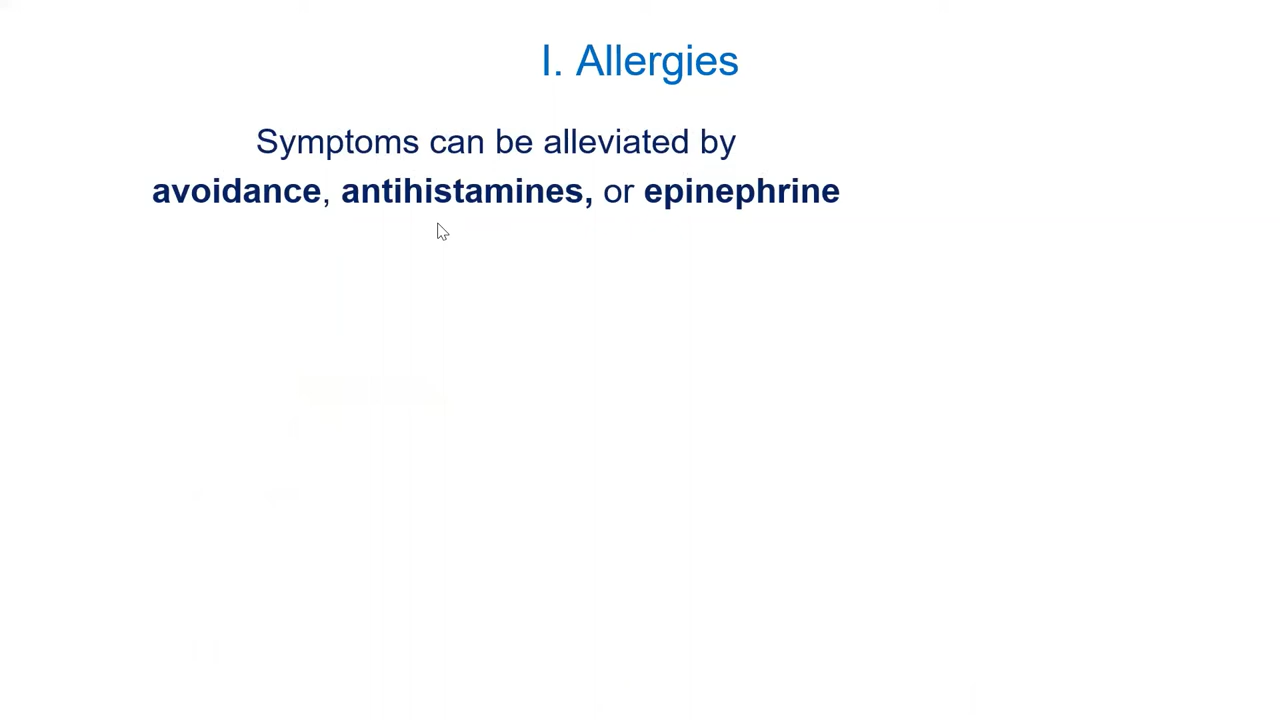 I. Allergies
Symptoms can be alleviated by
avoidance, antihistamines, or epinephrine